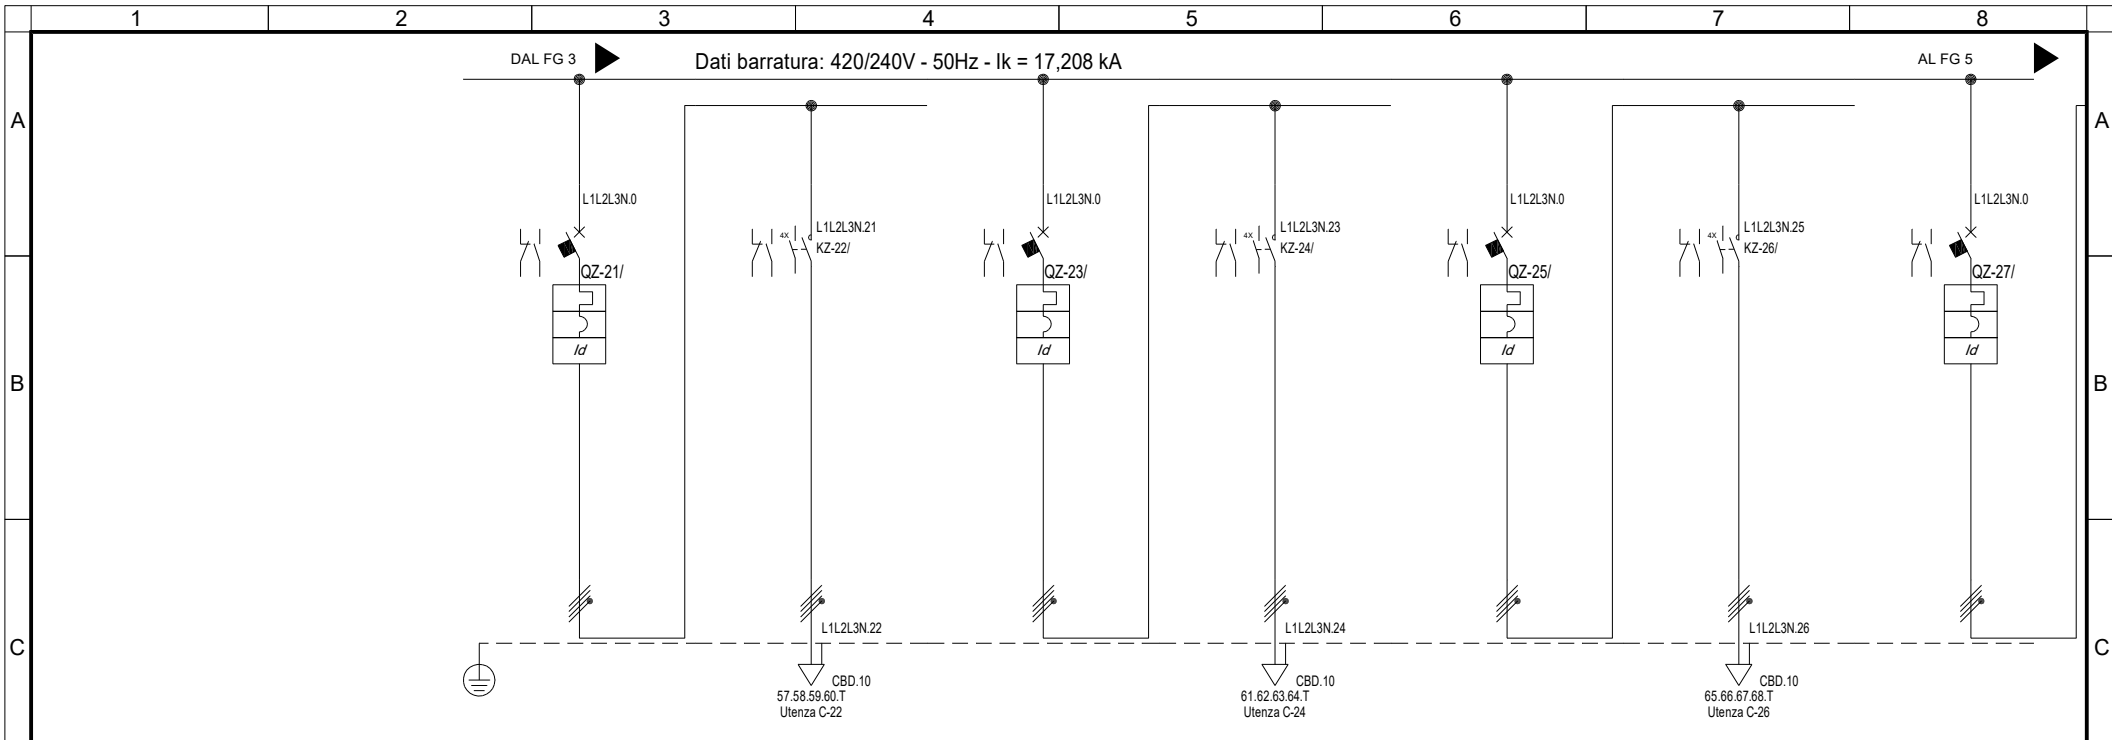 1 2 3 4 5 6 7 8
DAL FG 3 Dati barratura: 420/240V - 50Hz - Ik = 17,208 kA AL FG 5
A A
L1L2L3N.0 L1L2L3N.0 L1L2L3N.0 L1L2L3N.0
4X L1L2L3N.21 4X L1L2L3N.23 4X L1L2L3N.25
KZ-22/ KZ-24/ KZ-26/
QZ-21/ QZ-23/ QZ-25/ QZ-27/
Id Id Id Id
B B
L1L2L3N.22 L1L2L3N.24 L1L2L3N.26
C C
CBD.10 CBD.10 CBD.10
57.58.59.60.T 61.62.63.64.T 65.66.67.68.T
Utenza C-22 Utenza C-24 Utenza C-26